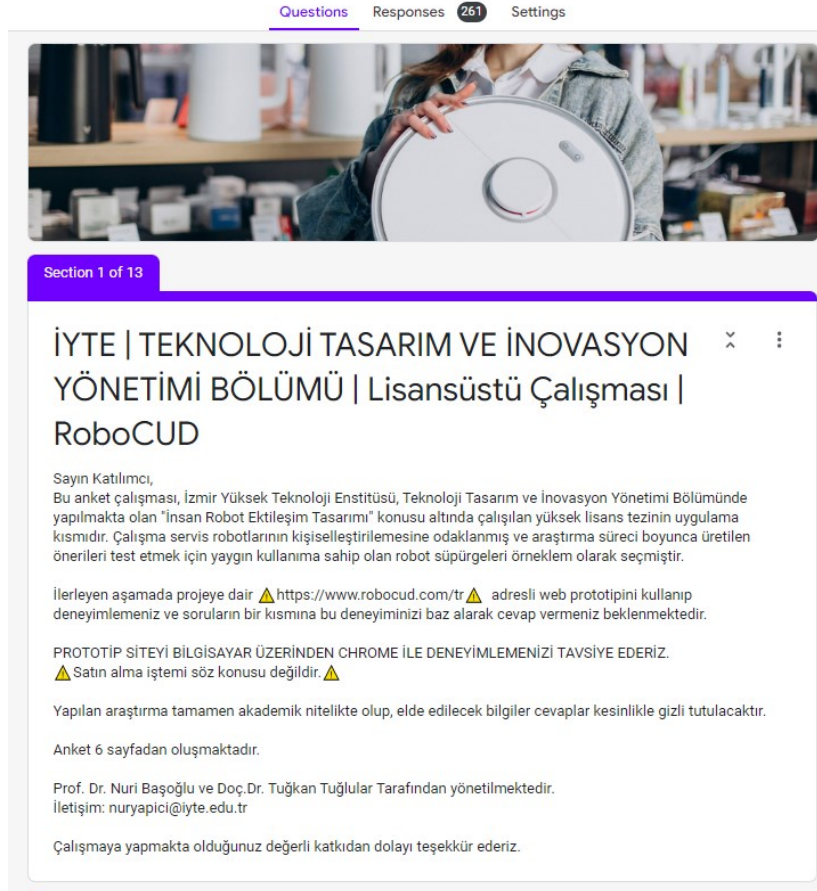 Questions Responses 261 Settings
Section 1 of 13
İYTE | TEKNOLOJİ TASARIM VE İNOVASYON
YÖNETİMİ BÖLÜMÜ | Lisansüstü Çalışması |
RoboCUD
Sayın Katılımcı,
Bu anket çalışması, İzmir Yüksek Teknoloji Enstitüsü, Teknoloji Tasarım ve İnovasyon Yönetimi Bölümünde
yapılmakta olan "İnsan Robot Ektileşim Tasarımı" konusu altında çalışılan yüksek lisans tezinin uygulama
kısmıdır. Çalışma servis robotlarının kişiselleştirilemesine odaklanmış ve araştırma süreci boyunca üretilen
önerileri test etmek için yaygın kullanıma sahip olan robot süpürgeleri örneklem olarak seçmiştir.
İlerleyen aşamada projeye dair ⚠https://www.robocud.com/tr⚠ adresli web prototipini kullanıp
deneyimlemeniz ve soruların bir kısmına bu deneyiminizi baz alarak cevap vermeniz beklenmektedir.
PROTOTİP SİTEYİ BİLGİSAYAR ÜZERİNDEN CHROME İLE DENEYİMLEMENİZİ TAVSİYE EDERİZ.
⚠Satın alma iştemi söz konusu değildir.⚠
Yapılan araştırma tamamen akademik nitelikte olup, elde edilecek bilgiler cevaplar kesinlikle gizli tutulacaktır.
Anket 6 sayfadan oluşmaktadır.
Prof. Dr. Nuri Başoğlu ve Doç.Dr. Tuğkan Tuğlular Tarafından yönetilmektedir.
İletişim: nuryapici@iyte.edu.tr
Çalışmaya yapmakta olduğunuz değerli katkıdan dolayı teşekkür ederiz.